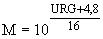 M = 10^((URG+4,8)/16)